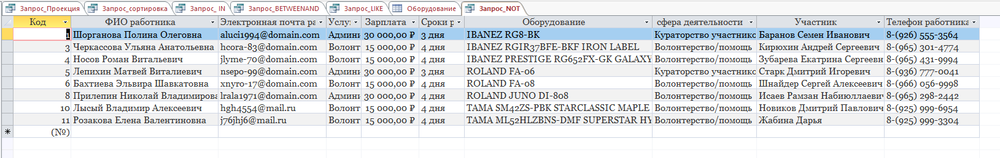 Запрос_Проекция Запрос_сортировка Запрос_IN Запрос_BETWEENAND Запрос_LIKE Оборудование Запрос_NOT
Код ФИО работника Электронная почта ра Услу Зарплата Сроки р Оборудование сфера деятельности Участник Телефон работника
1 Шорганова Полина Олеговна aluci1994@domain.com Админи 30 000,00 ₽ 3 дня IBANEZ RG8-BK Кураторство участнико Баранов Семен Иванович 8-(926) 555-3564
3 Черкассова Ульяна Анатольевна hcora-83@domain.com Волонт 15 000,00 ₽ 4 дня IBANEZ RGIR37BFE-BKF IRON LABEL Волонтерство/помощь Кирюхин Андрей Сергеевич 8-(965) 301-4774
4 Носов Роман Витальевич jlyme-70@domain.com Волонт 15 000,00 ₽ 4 дня IBANEZ PRESTIGE RG652FX-GK GALAXY Волонтерство/помощь Зубарева Екатрина Сергеевн 8-(965) 431-9994
5 Лепихин Матвей Виталиевич nsepo-99@domain.com Админи 30 000,00 ₽ 3 дня ROLAND FA-06 Кураторство участнико Старк Дмитрий Игоревич 8-(936) 777-0041
6 Бахтиева Эльвира Шавкатовна xnyro-17@domain.com Волонт 15 000,00 ₽ 4 дня ROLAND FA-08 Волонтерство/помощь Шнайдер Сергей Алексеевич 8-(966) 056-9998
8 Прилепин Николай Владимирова lrala1971@domain.com Админи 30 000,00 ₽ 4 дня ROLAND JUNO DI-808 Волонтерство/помощь Исаев Рамзан Набиюллаевич 8-(965) 298-2442
10 Лысый Владимир Алексеевич hgh4554@mail.ru Волонт 15 000,00 ₽ 4 дня TAMA SM42ZS-PBK STARCLASSIC MAPLE Волонтерство/помощь Новиков Дмитрий Павлович 8-(925) 999-6954
11 Розакова Елена Валентиновна j76jhj6@mail.ru Волонт 15 000,00 ₽ 4 дня TAMA ML52HLZBNS-DMF SUPERSTAR HY Волонтерство/помощь Жабина Дарья 8-(925) 999-3304
(№)